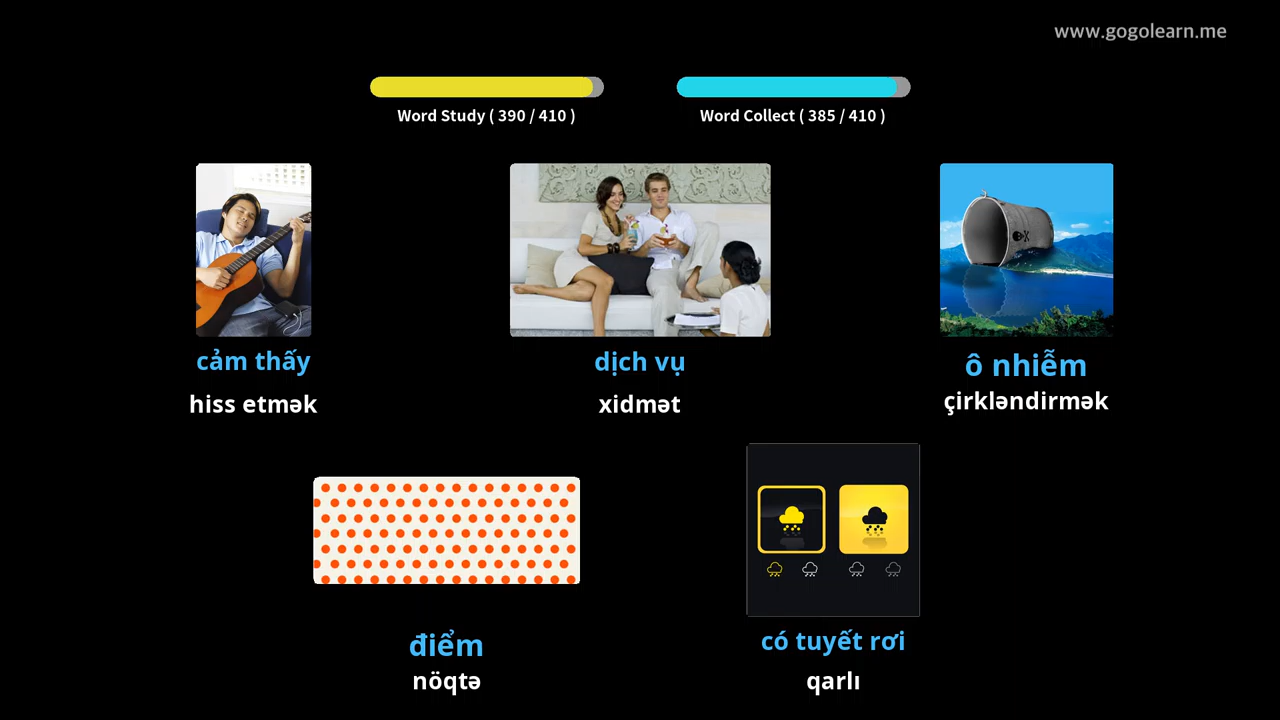 www.gogolearn.me
Word Study ( 390 / 410 )
Word Collect ( 385 / 410 )
cảm thấy
hiss etmək
dịch vụ
xidmət
ô nhiễm
çirkləndirmək
điểm
nöqtə
có tuyết rơi
qarlı